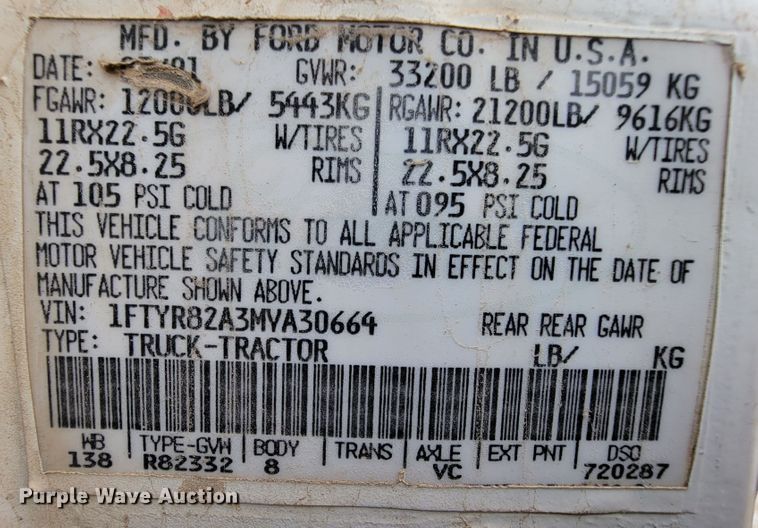 MFD. BY FORD MOTOR CO. IN U.S.A.
DATE: GVWR: 33200 LB / 15059 KG
FGAWR: 12000LB/ 5443KG RGAWR: 21200LB/ 9616KG
11RX22.5G W/TIRES 11RX22.5G W/TIRES
22.5X8.25 RIMS 22.5X8.25 RIMS
AT 105 PSI COLD AT 095 PSI COLD
THIS VEHICLE CONFORMS TO ALL APPLICABLE FEDERAL
MOTOR VEHICLE SAFETY STANDARDS IN EFFECT ON THE DATE OF
MANUFACTURE SHOWN ABOVE.
VIN: 1FTYR82A3MVA30664 REAR REAR GAWR
TYPE: TRUCK-TRACTOR LB/ KG
WB TYPE-GVW BODY TRANS AXLE EXT PNT DSO
138 R82332 8 VC 720287
Purple Wave Auction